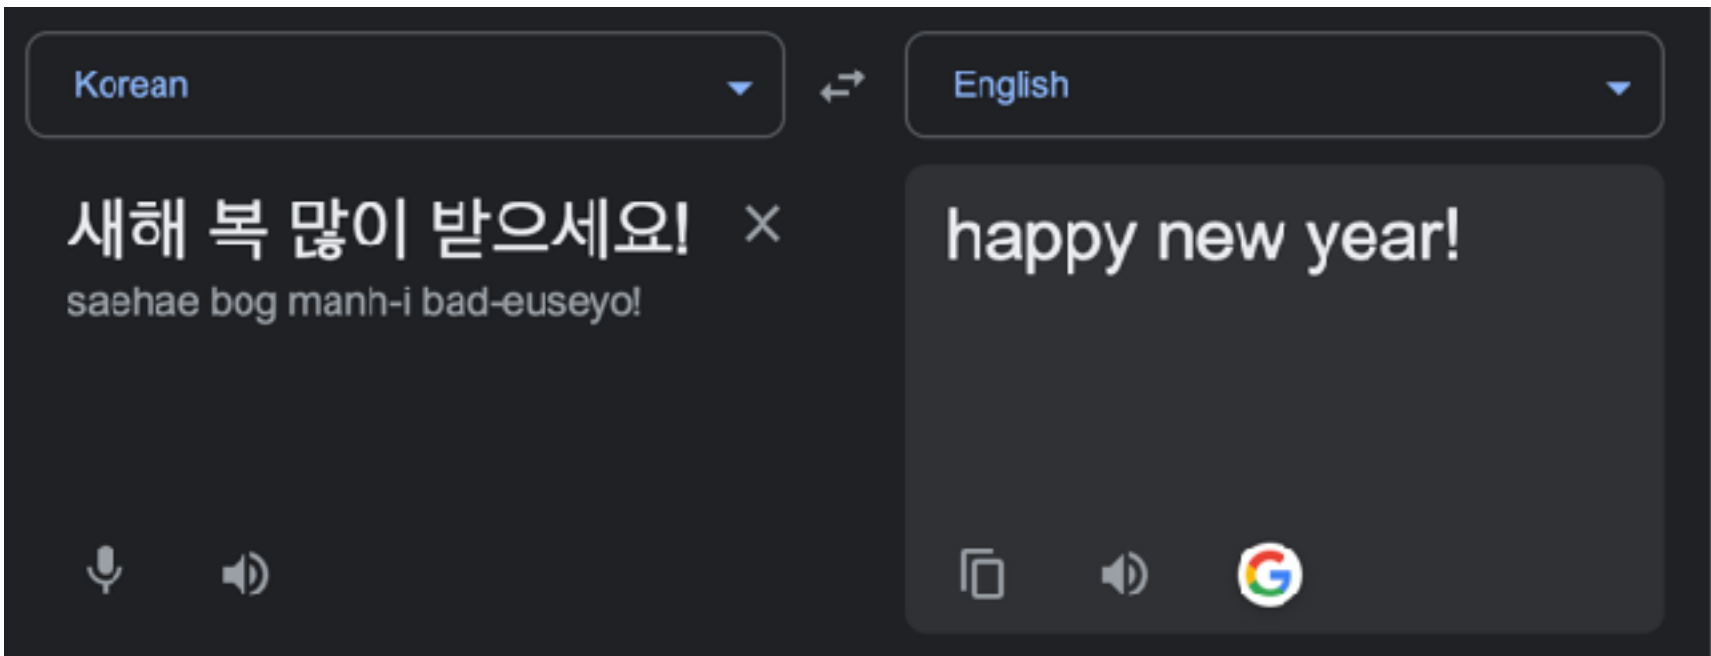 Korean
English
새해 복 많이 받으세요!
saehae bog manh-i bad-euseyo!
happy new year!